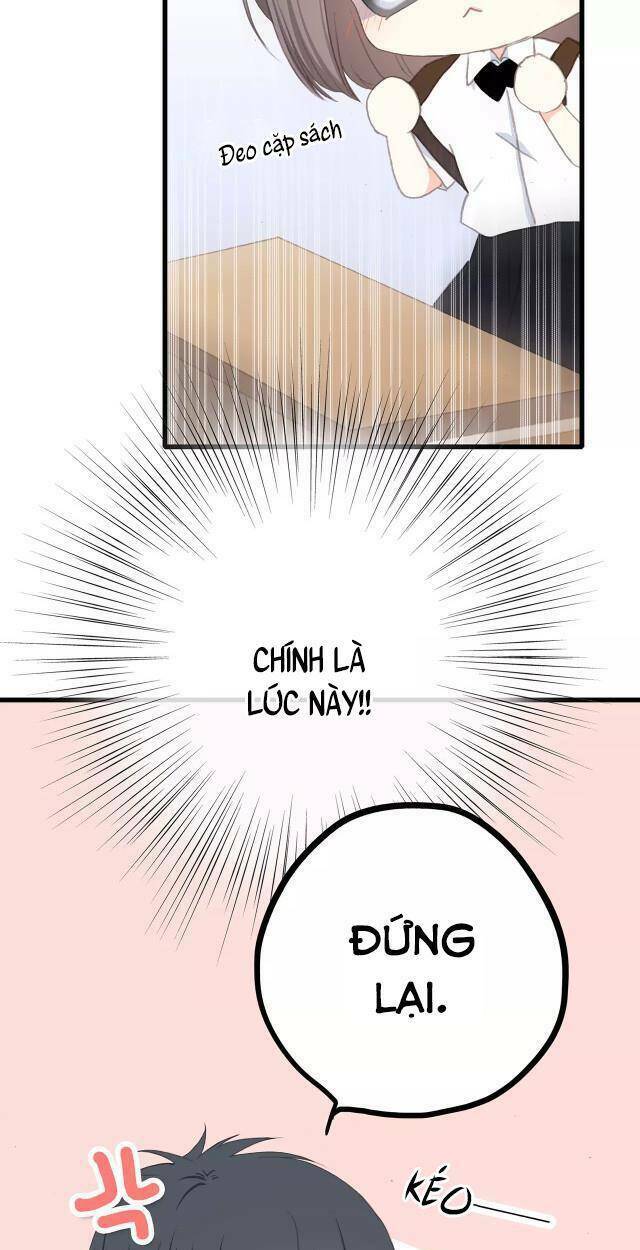 Đeo cặp sách
CHÍNH LÀ
LÚC NÀY!!
ĐỨNG
LẠI.
KÉO